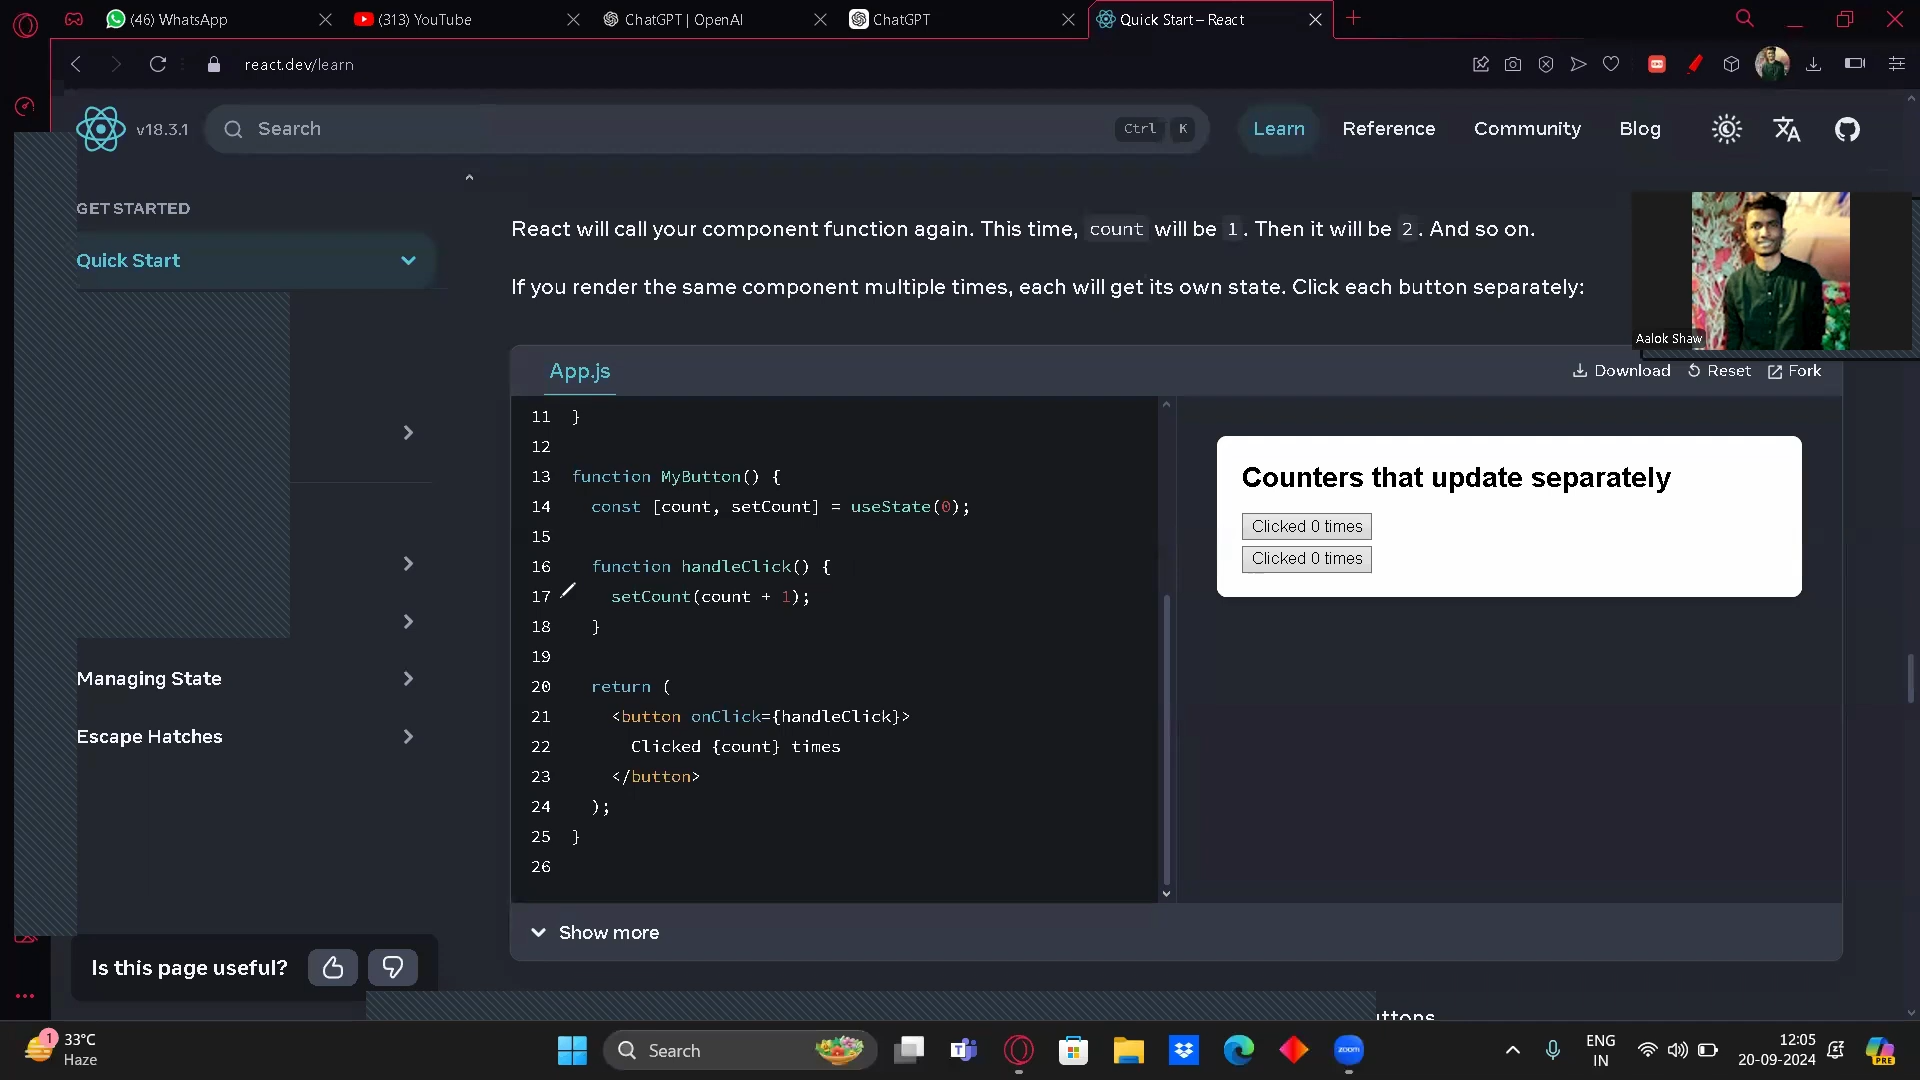 (46) WhatsApp
(313) YouTube
ChatGPT | OpenAI
ChatGPT
Quick Start – React
react.dev/learn
v18.3.1
Search
Ctrl K
Learn
Reference
Community
Blog
GET STARTED
Quick Start
Managing State
Escape Hatches
Is this page useful?
React will call your component function again. This time, count will be 1. Then it will be 2. And so on.
If you render the same component multiple times, each will get its own state. Click each button separately:
Aalok Shaw
App.js
Download
Reset
Fork
11 }
12
13 function MyButton() {
14 const [count, setCount] = useState(0);
15
16 function handleClick() {
17 setCount(count + 1);
18 }
19
20 return (
21 <button onClick={handleClick}>
22 Clicked {count} times
23 </button>
24 );
25 }
26
Counters that update separately
Clicked 0 times
Clicked 0 times
Show more
1
33°C
Haze
Search
zoom
ENG
IN
12:05
20-09-2024
PRE